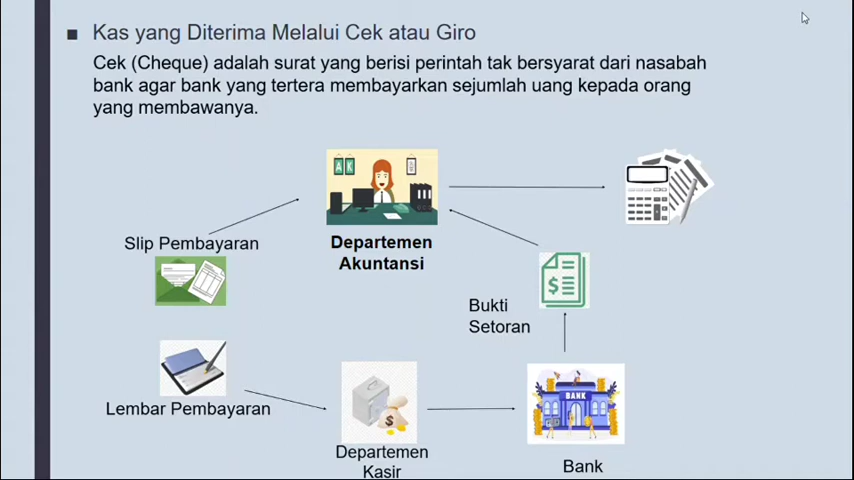 Kas yang Diterima Melalui Cek atau Giro
Cek (Cheque) adalah surat yang berisi perintah tak bersyarat dari nasabah
bank agar bank yang tertera membayarkan sejumlah uang kepada orang
yang membawanya.
A K
Slip Pembayaran
Departemen
Akuntansi
$
Bukti
Setoran
Lembar Pembayaran
$
BANK
Departemen
Kasir
Bank